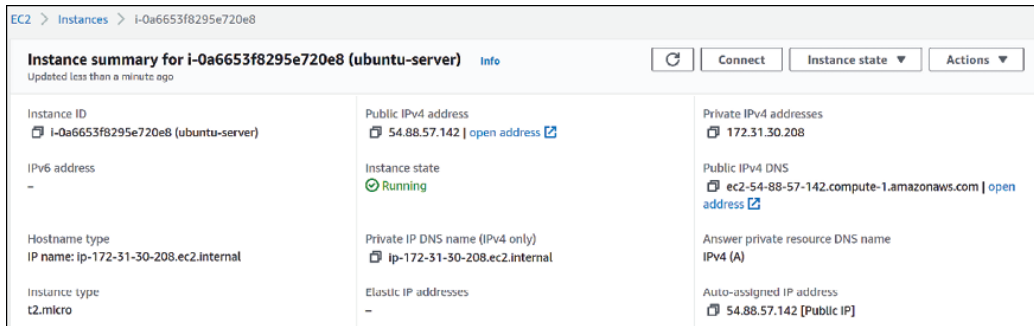 EC2 > Instances > i-0a6653f8295e720e8
Instance summary for i-0a6653f8295e720e8 (ubuntu-server) Info
Updated less than a minute ago
Connect
Instance state ▼
Actions ▼
Instance ID
i-0a6653f8295e720e8 (ubuntu-server)
Public IPv4 address
54.88.57.142 | open address
Private IPv4 addresses
172.31.30.208
IPv6 address
–
Instance state
Running
Public IPv4 DNS
ec2-54-88-57-142.compute-1.amazonaws.com | open
address
Hostname type
IP name: ip-172-31-30-208.ec2.internal
Private IP DNS name (IPv4 only)
ip-172-31-30-208.ec2.internal
Answer private resource DNS name
IPv4 (A)
Instance type
t2.micro
Elastic IP addresses
–
Auto-assigned IP address
54.88.57.142 [Public IP]